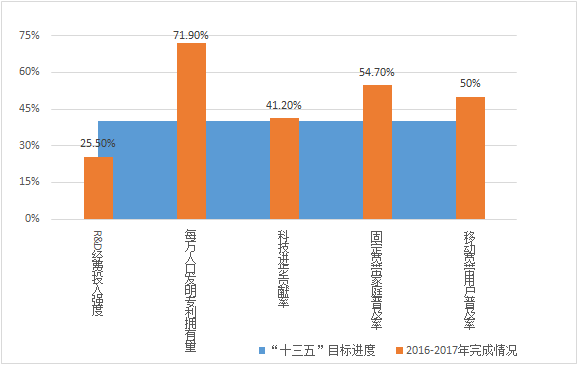 75%
60%
45%
30%
15%
0%
25.50%
71.90%
41.20%
54.70%
50%
R&D经费投入强度
每万人口发明专利拥有量
科技进步贡献率
固定宽带家庭普及率
移动宽带用户普及率
“十三五”目标进度
2016-2017年完成情况